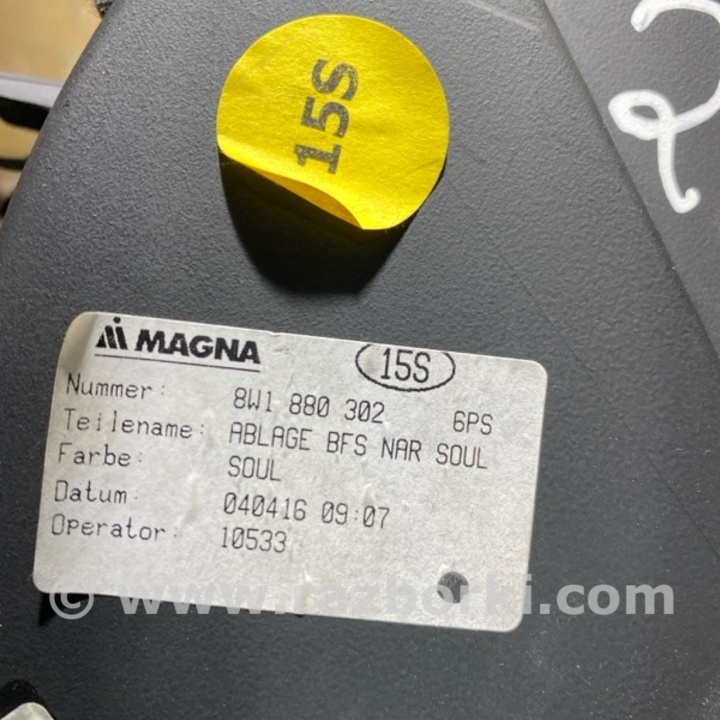 15S
MAGNA 15S
Nummer: 8W1 880 302 6PS
Teilename: ABLAGE BFS NAR SOUL
Farbe: SOUL
Datum: 040416 09:07
Operator: 10533
© www.razborki.com